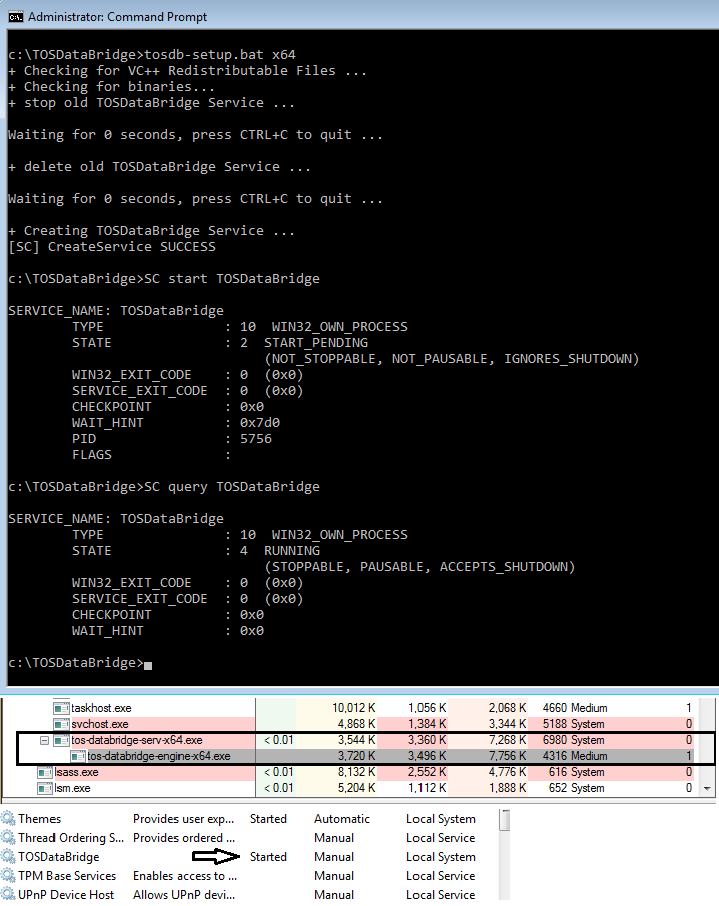 Administrator: Command Prompt
c:\TOSDataBridge>tosdb-setup.bat x64
+ Checking for VC++ Redistributable Files ...
+ Checking for binaries...
+ stop old TOSDataBridge Service ...
Waiting for 0 seconds, press CTRL+C to quit ...
+ delete old TOSDataBridge Service ...
Waiting for 0 seconds, press CTRL+C to quit ...
+ Creating TOSDataBridge Service ...
[SC] CreateService SUCCESS
c:\TOSDataBridge>SC start TOSDataBridge
SERVICE_NAME: TOSDataBridge
TYPE : 10 WIN32_OWN_PROCESS
STATE : 2 START_PENDING
(NOT_STOPPABLE, NOT_PAUSABLE, IGNORES_SHUTDOWN)
WIN32_EXIT_CODE : 0 (0x0)
SERVICE_EXIT_CODE : 0 (0x0)
CHECKPOINT : 0x0
WAIT_HINT : 0x7d0
PID : 5756
FLAGS :
c:\TOSDataBridge>SC query TOSDataBridge
SERVICE_NAME: TOSDataBridge
TYPE : 10 WIN32_OWN_PROCESS
STATE : 4 RUNNING
(STOPPABLE, PAUSABLE, ACCEPTS_SHUTDOWN)
WIN32_EXIT_CODE : 0 (0x0)
SERVICE_EXIT_CODE : 0 (0x0)
CHECKPOINT : 0x0
WAIT_HINT : 0x0
c:\TOSDataBridge>
taskhost.exe 10,012 K 1,056 K 2,068 K 4660 Medium 1
svchost.exe 4,868 K 1,384 K 3,344 K 5188 System 0
tos-databridge-serv-x64.exe < 0.01 3,544 K 3,360 K 7,268 K 6980 System 0
tos-databridge-engine-x64.exe 3,720 K 3,496 K 7,756 K 4316 Medium 1
lsass.exe < 0.01 8,132 K 2,552 K 4,776 K 616 System 0
lsm.exe < 0.01 5,204 K 1,112 K 1,888 K 652 System 0
Themes Provides user exp... Started Automatic Local System
Thread Ordering S... Provides ordered ... Manual Local Service
TOSDataBridge Started Manual Local System
TPM Base Services Enables access to ... Manual Local Service
UPnP Device Host Allows UPnP devi... Manual Local Service